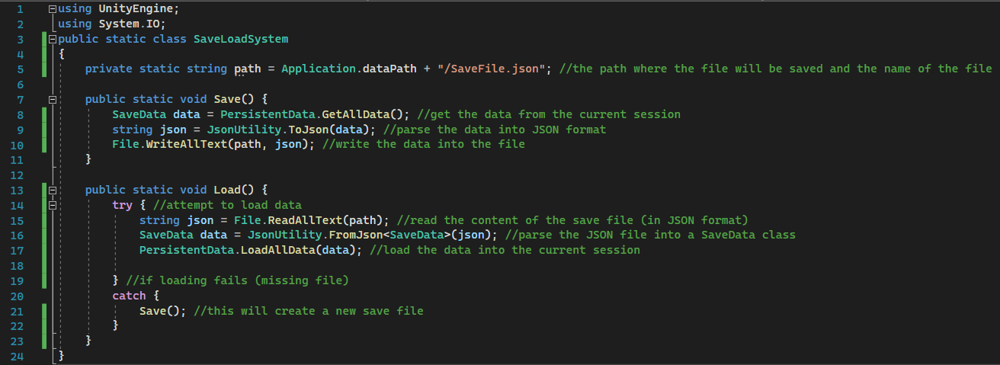 1 using UnityEngine;
2 using System.IO;
3 public static class SaveLoadSystem
4 {
5 private static string path = Application.dataPath + "/SaveFile.json"; //the path where the file will be saved and the name of the file
6
7 public static void Save() {
8 SaveData data = PersistentData.GetAllData(); //get the data from the current session
9 string json = JsonUtility.ToJson(data); //parse the data into JSON format
10 File.WriteAllText(path, json); //write the data into the file
11 }
12
13 public static void Load() {
14 try { //attempt to load data
15 string json = File.ReadAllText(path); //read the content of the save file (in JSON format)
16 SaveData data = JsonUtility.FromJson<SaveData>(json); //parse the JSON file into a SaveData class
17 PersistentData.LoadAllData(data); //load the data into the current session
18
19 } //if loading fails (missing file)
20 catch {
21 Save(); //this will create a new save file
22 }
23 }
24 }